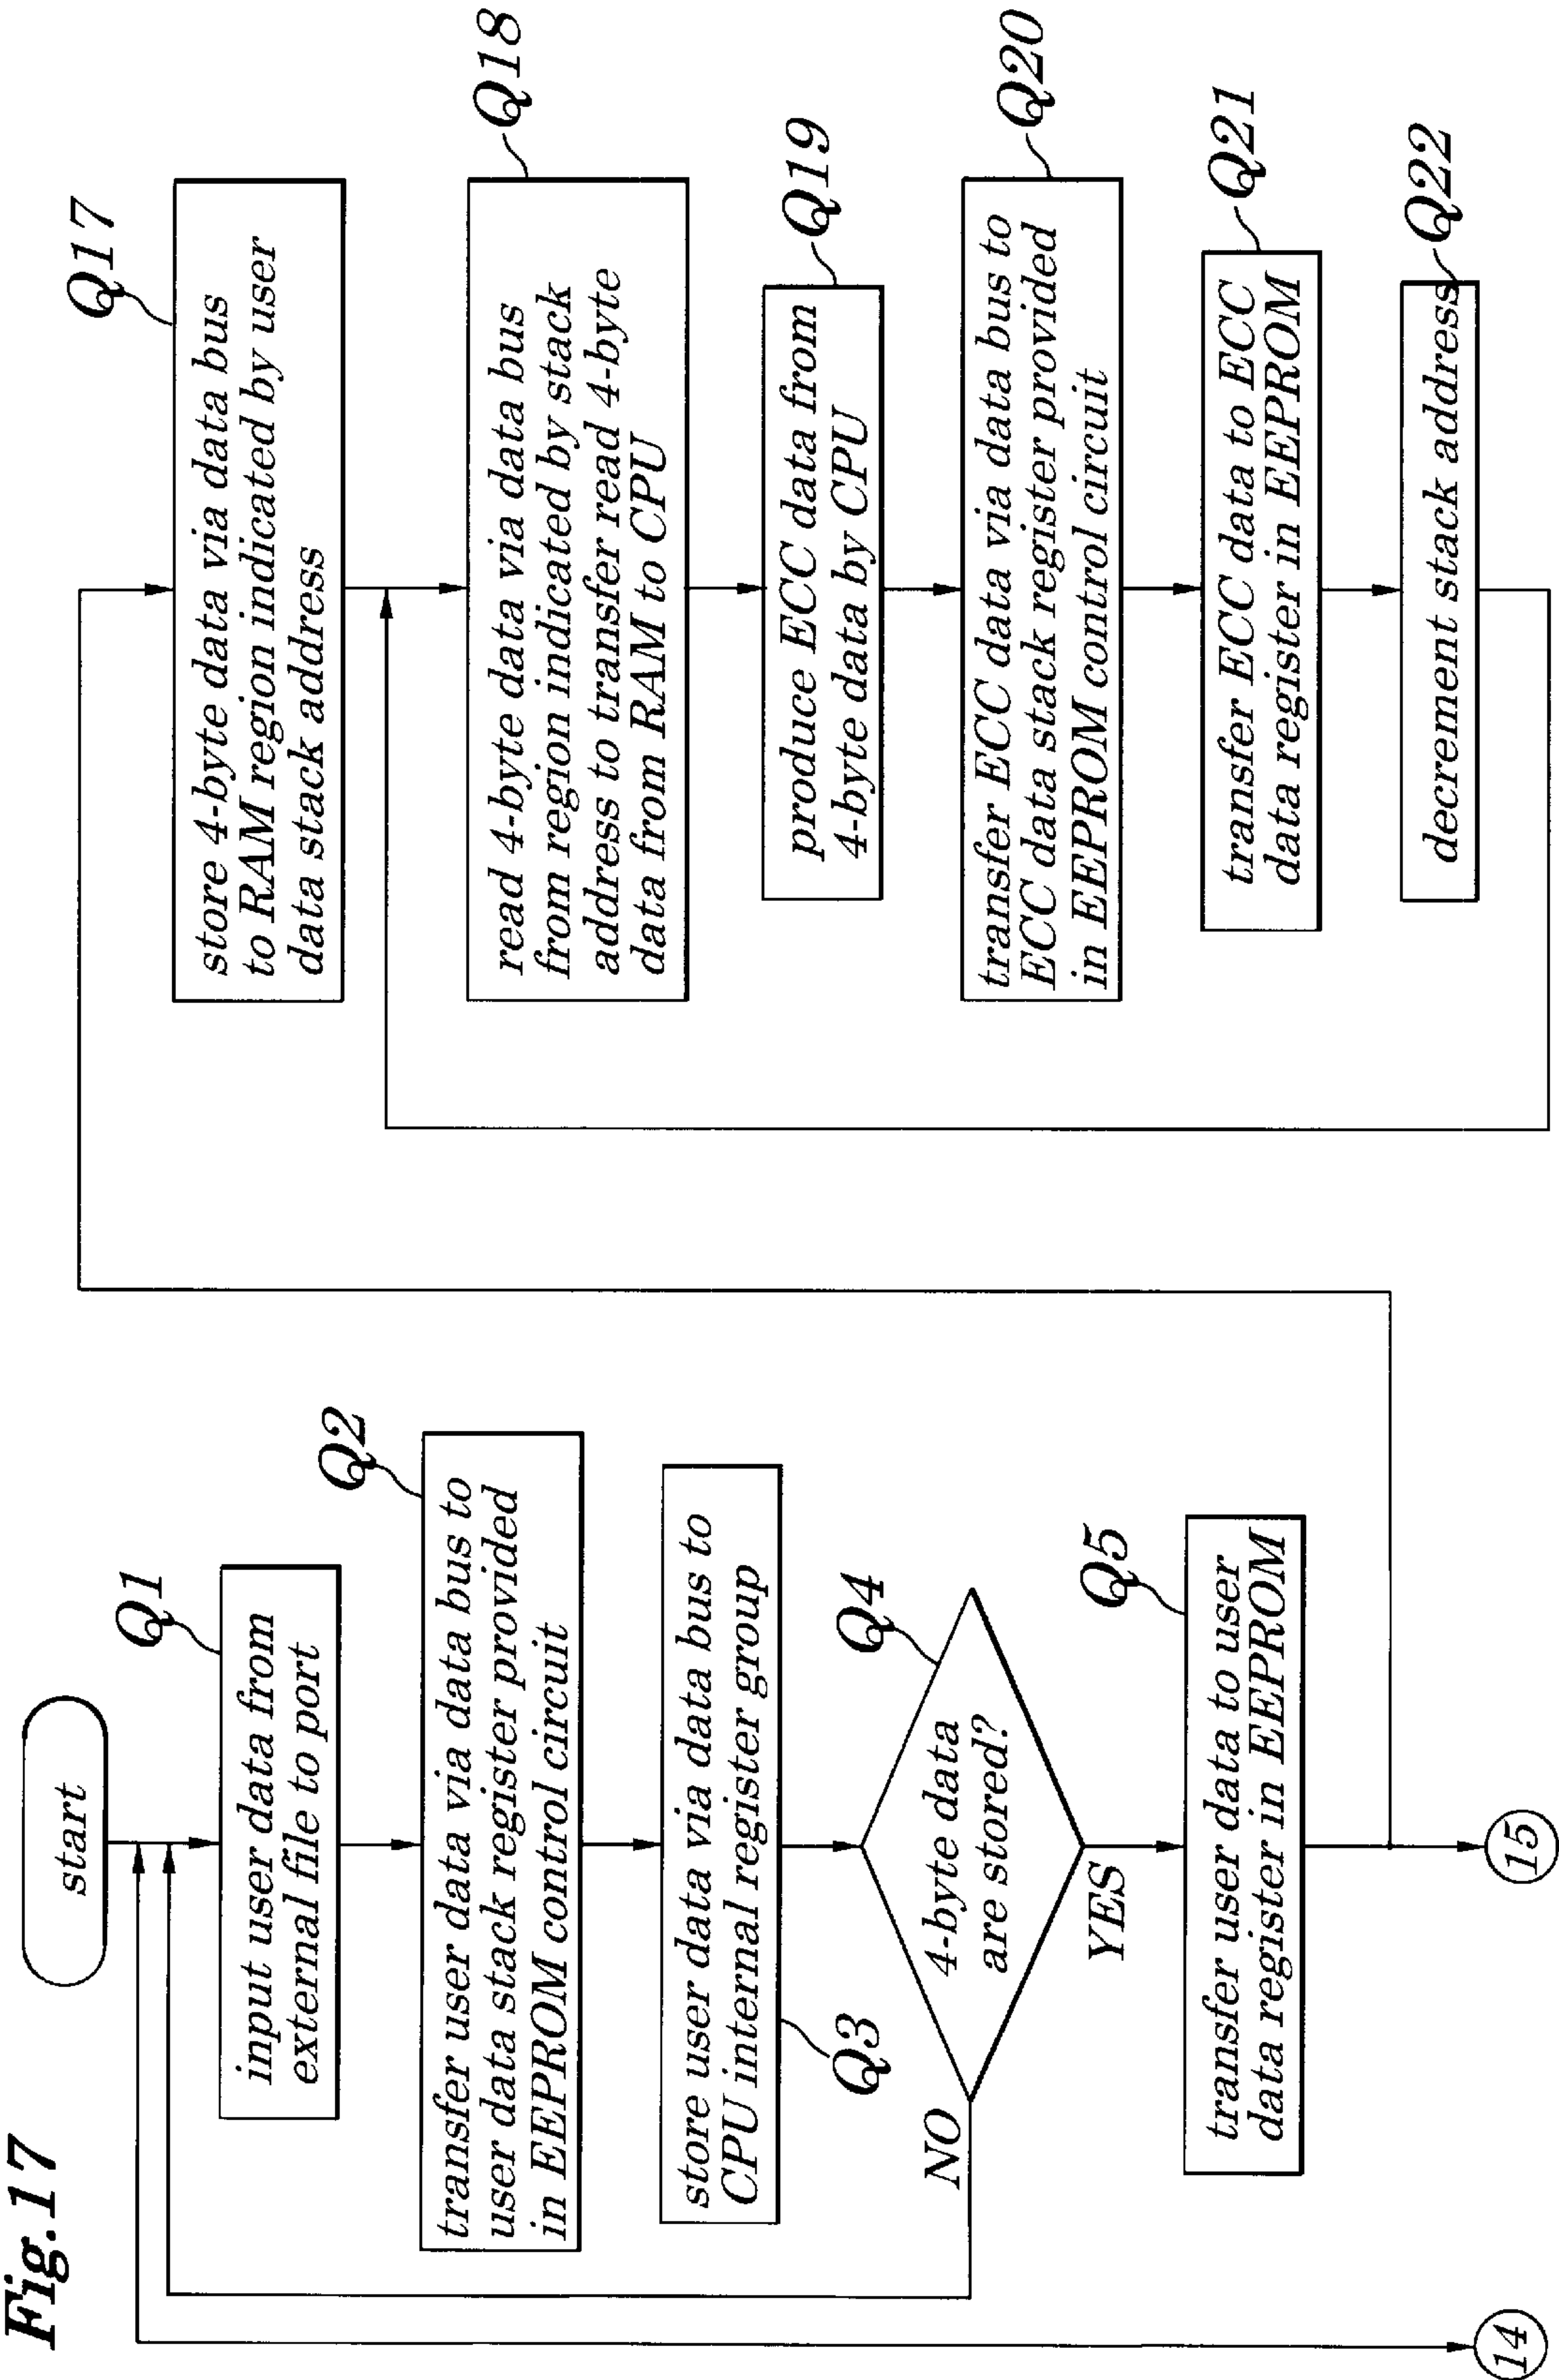 Fig.17
start
Q1
input user data from
external file to port
Q2
transfer user data via data bus to
user data stack register provided
in EEPROM control circuit
store user data via data bus to
CPU internal register group
Q3
Q4
4-byte data
are stored?
NO
YES
Q5
transfer user data to user
data register in EEPROM
14
15
Q17
store 4-byte data via data bus
to RAM region indicated by user
data stack address
Q18
read 4-byte data via data bus
from region indicated by stack
address to transfer read 4-byte
data from RAM to CPU
Q19
produce ECC data from
4-byte data by CPU
Q20
transfer ECC data via data bus to
ECC data stack register provided
in EEPROM control circuit
Q21
transfer ECC data to ECC
data register in EEPROM
Q22
decrement stack address